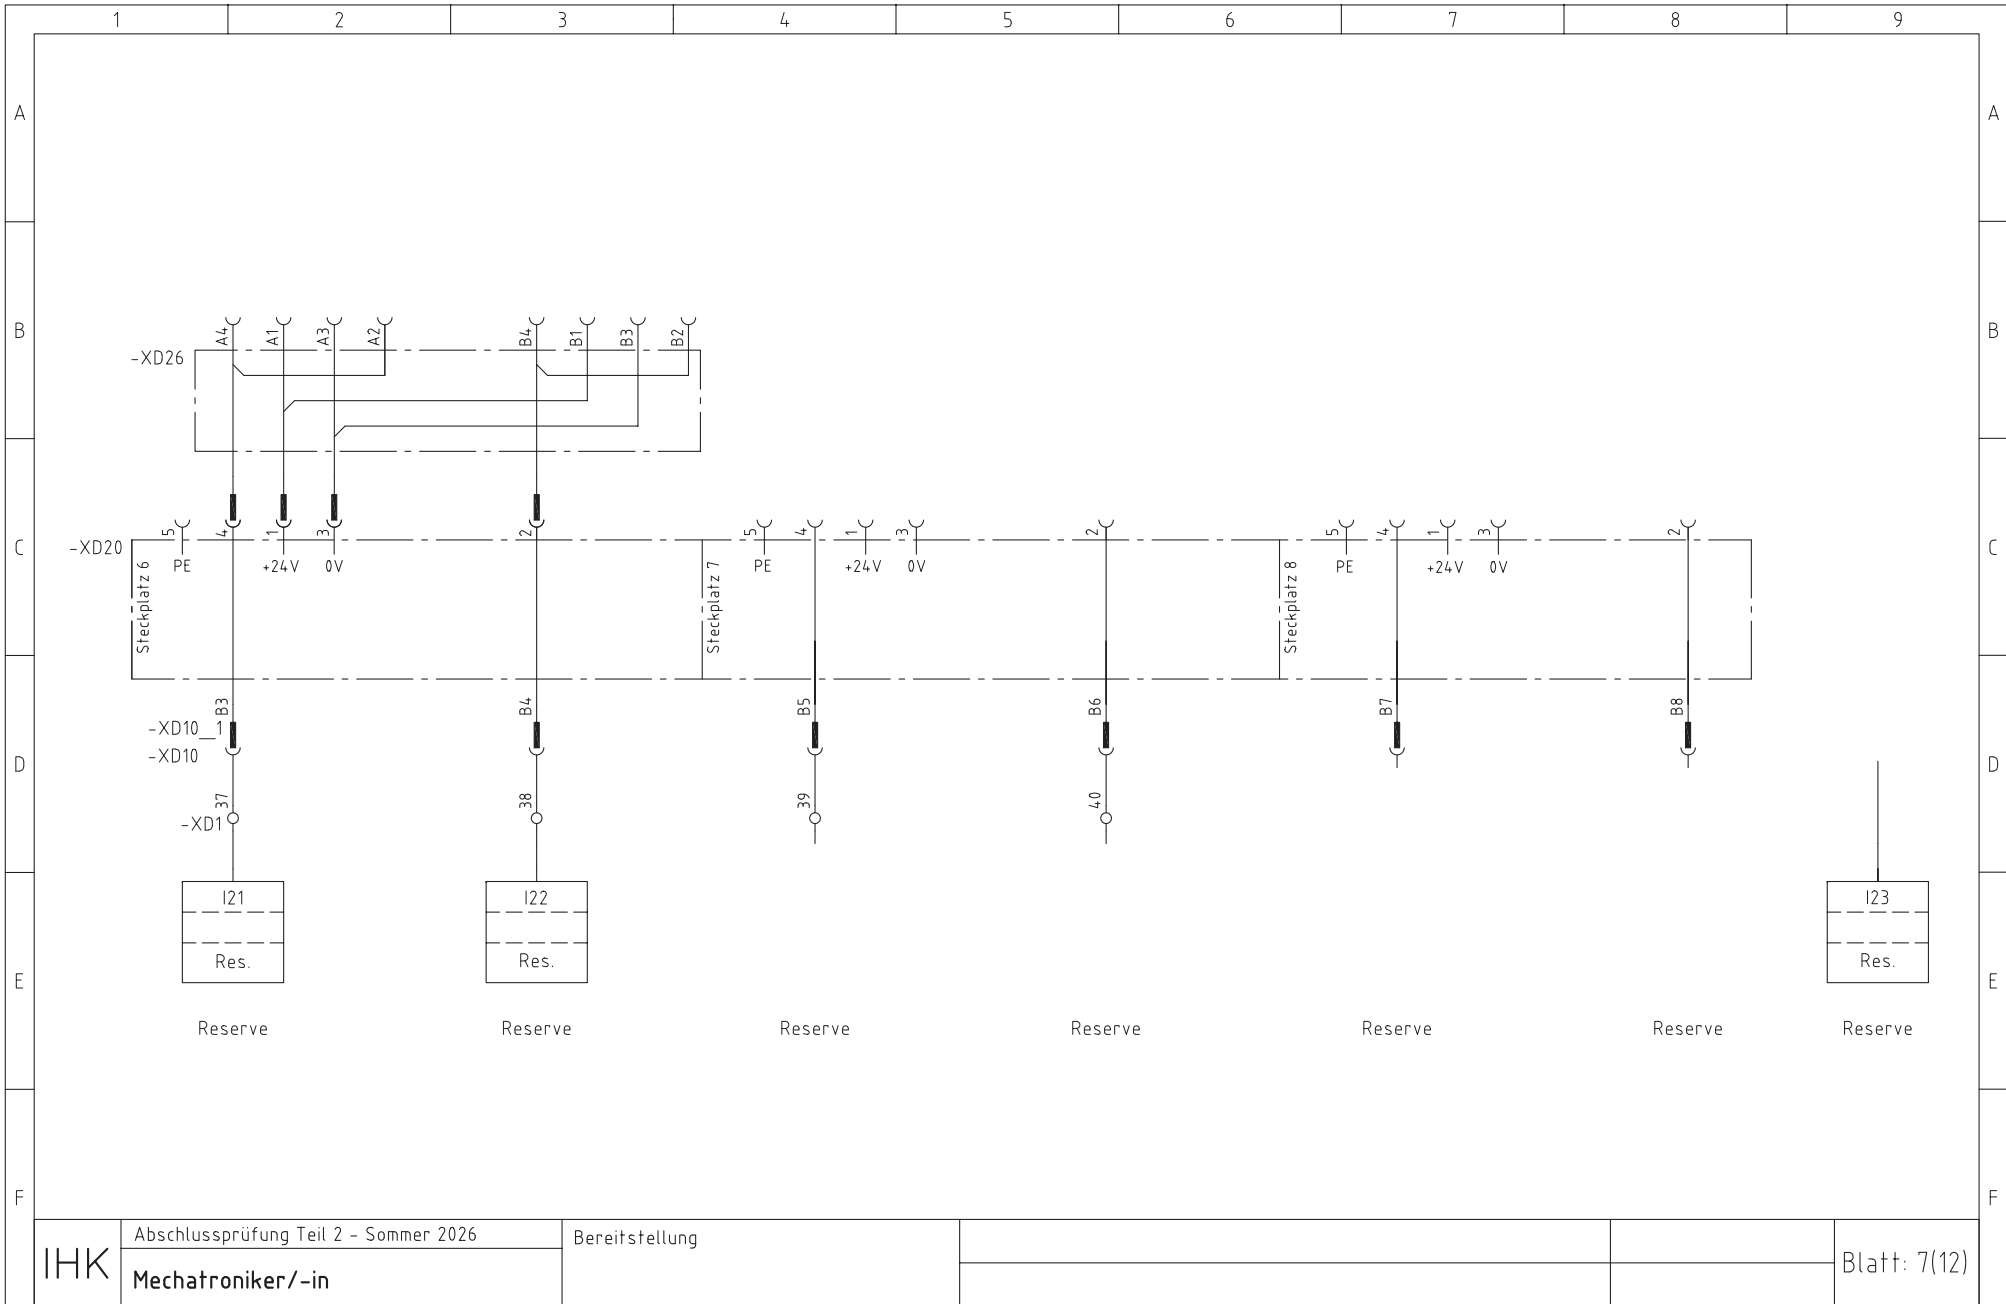 1 2 3 4 5 6 7 8 9
A A
B B
A4 A1 A3 A2 B4 B1 B3 B2
-XD26
5 4 1 3 2 5 4 1 3 2 5 4 1 3 2
C -XD20 C
PE +24V 0V PE +24V 0V PE +24V 0V
Steckplatz 6 Steckplatz 7 Steckplatz 8
B3 B4 B5 B6 B7 B8
-XD10__1
-XD10
D D
37 38 39 40
-XD1
I21 I22 I23
Res. Res. Res.
E E
Reserve Reserve Reserve Reserve Reserve Reserve Reserve
F F
IHK
Abschlussprüfung Teil 2 - Sommer 2026
Mechatroniker/-in
Bereitstellung
Blatt: 7(12)